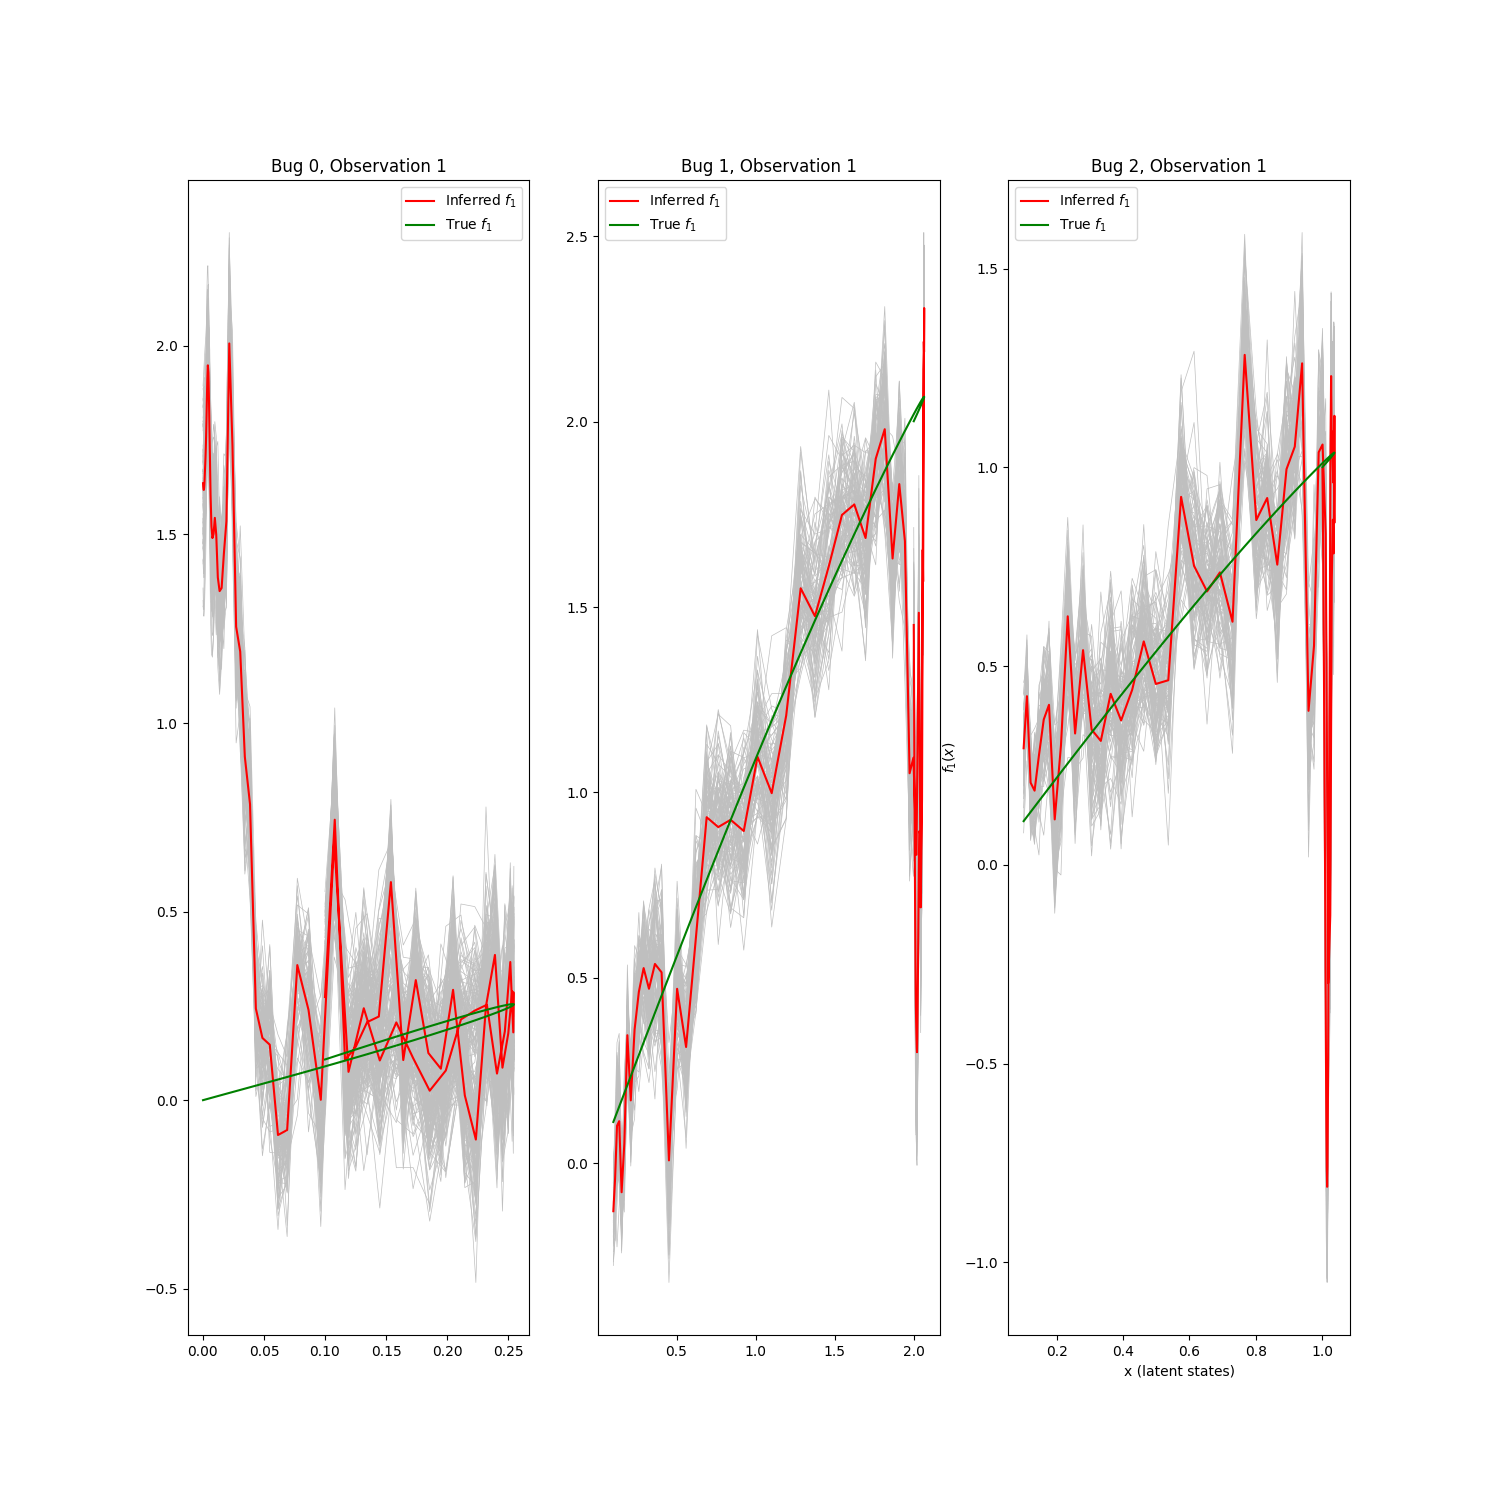 Bug 0, Observation 1
Inferred f₁
True f₁
2.0
1.5
1.0
0.5
0.0
−0.5
0.00 0.05 0.10 0.15 0.20 0.25
Bug 1, Observation 1
Inferred f₁
True f₁
2.5
2.0
1.5
1.0
0.5
0.0
0.5 1.0 1.5 2.0
Bug 2, Observation 1
Inferred f₁
True f₁
f₁(x)
1.5
1.0
0.5
0.0
−0.5
−1.0
0.2 0.4 0.6 0.8 1.0
x (latent states)